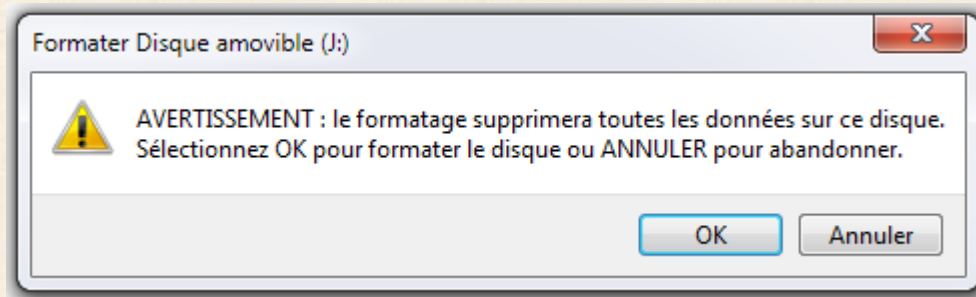 Formater Disque amovible (J:)
AVERTISSEMENT : le formatage supprimera toutes les données sur ce disque.
Sélectionnez OK pour formater le disque ou ANNULER pour abandonner.
OK
Annuler